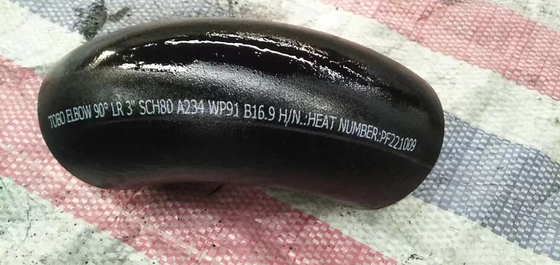 TOBO ELBOW 90° LR 3" SCH80 A234 WP91 B16.9 H/N.:HEAT NUMBER:PF221009